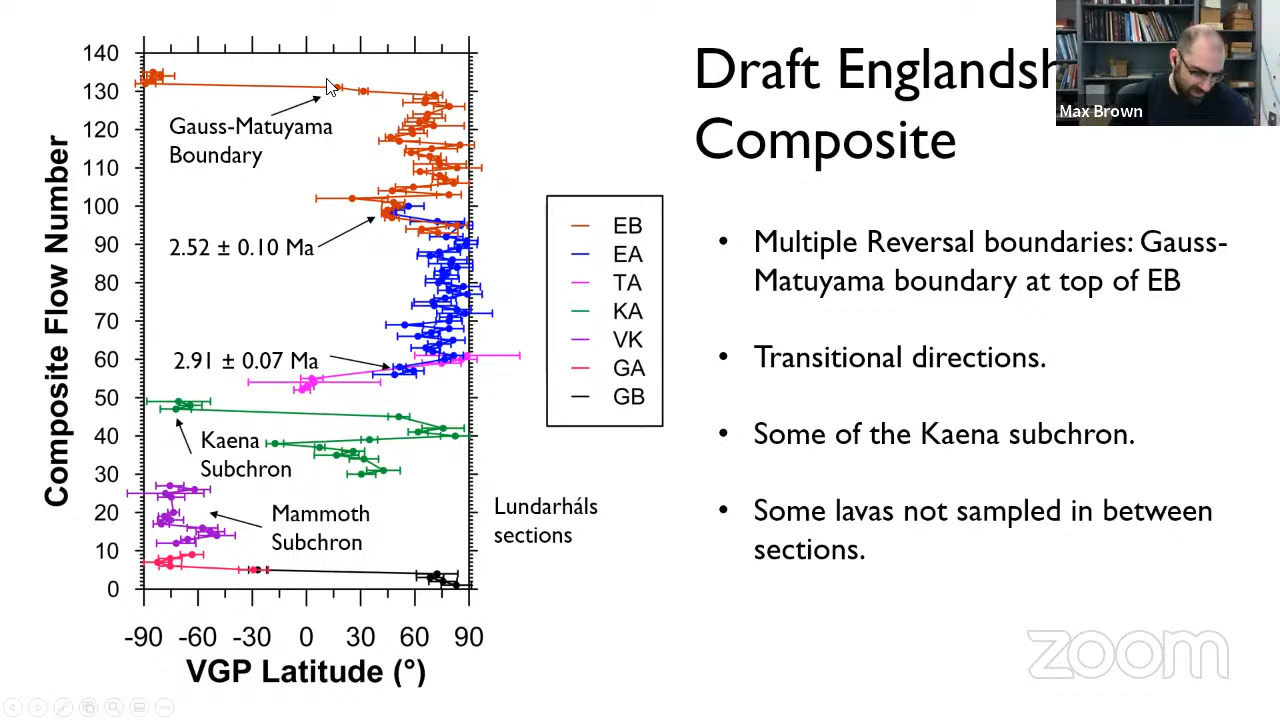 Draft Englandsh
Composite
Max Brown
140
130
120
110
100
90
80
70
60
50
40
30
20
10
0
Composite Flow Number
Gauss-Matuyama
Boundary
2.52 ± 0.10 Ma
2.91 ± 0.07 Ma
Kaena
Subchron
Mammoth
Subchron
-90 -60 -30 0 30 60 90
VGP Latitude (°)
EB
EA
TA
KA
VK
GA
GB
Lundarháls
sections
• Multiple Reversal boundaries: Gauss-
Matuyama boundary at top of EB
• Transitional directions.
• Some of the Kaena subchron.
• Some lavas not sampled in between
sections.
zoom